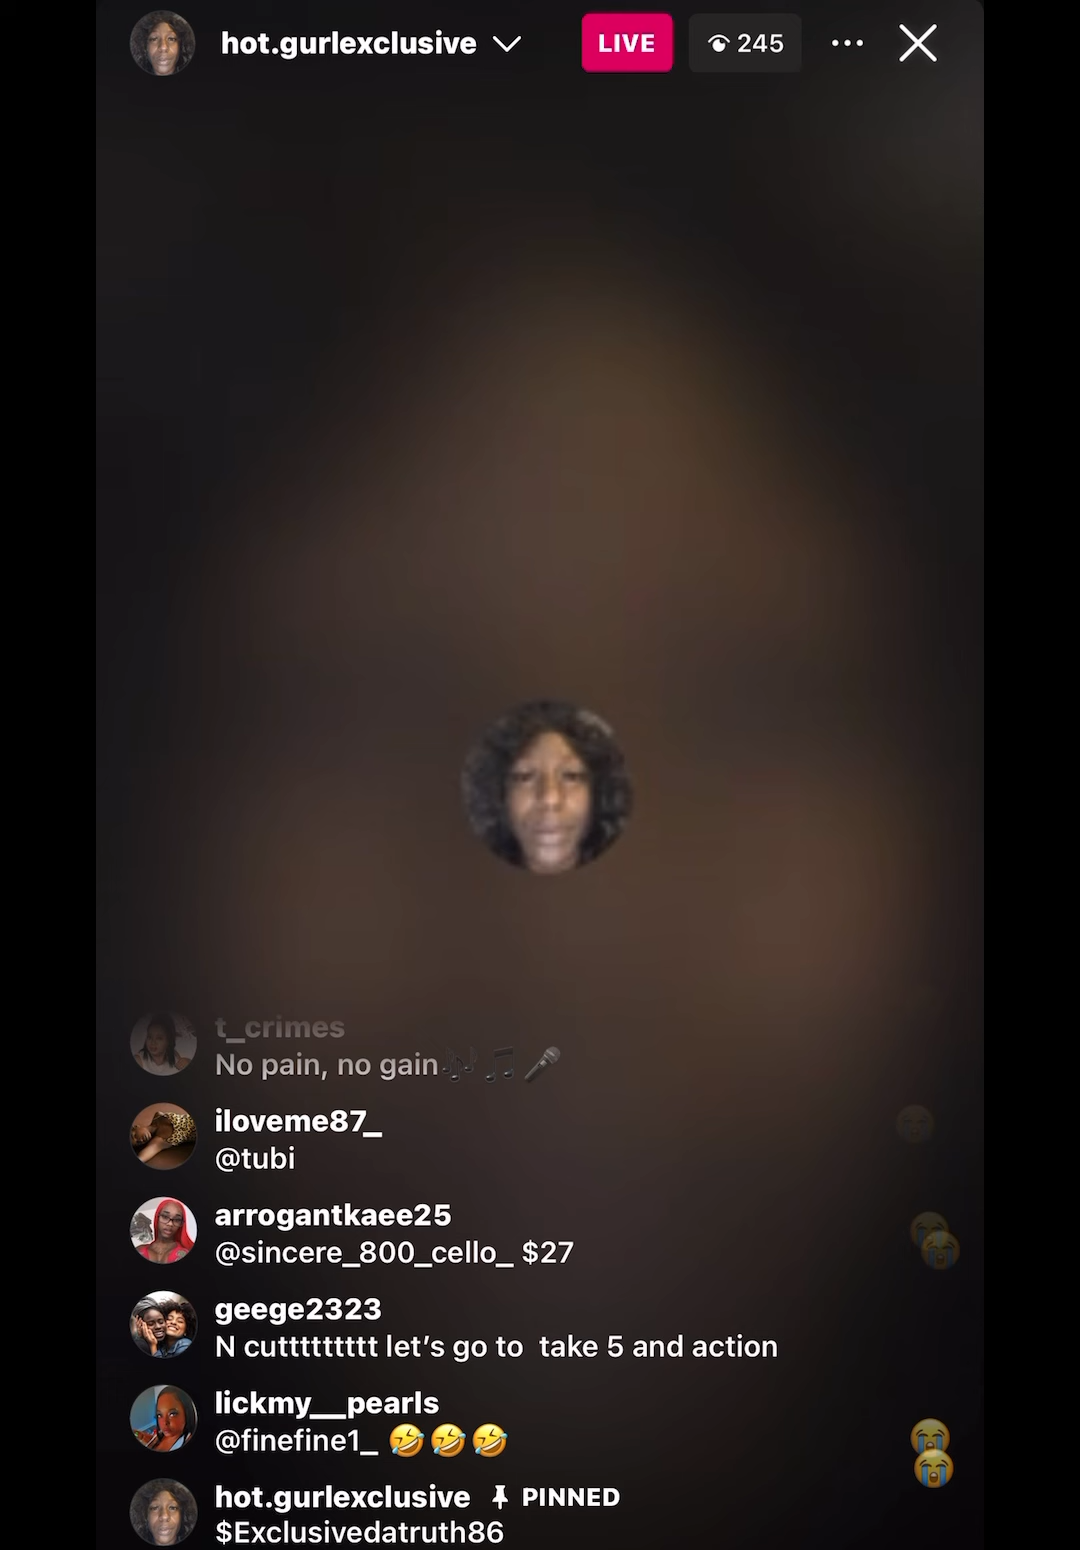 hot.gurlexclusive
LIVE
245
t_crimes
No pain, no gain🎶🎵🎤
iloveme87_
@tubi
arrogantkaee25
@sincere_800_cello_ $27
geege2323
N cuttttttttt let’s go to  take 5 and action
lickmy__pearls
@finefine1_ 🤣🤣🤣
hot.gurlexclusive PINNED
$Exclusivedatruth86